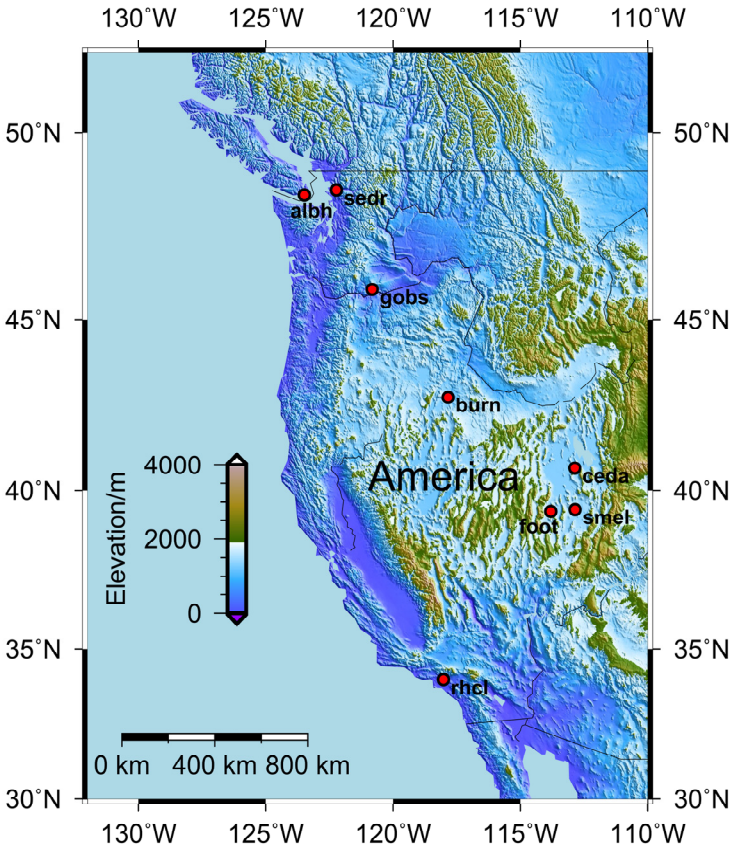 130˚W 125˚W 120˚W 115˚W 110˚W
50˚N 50˚N
albh sedr
gobs
45˚N 45˚N
burn
America
ceda
40˚N 40˚N
foot smel
Elevation/m
4000
2000
0
35˚N 35˚N
rhcl
0 km 400 km 800 km
30˚N 30˚N
130˚W 125˚W 120˚W 115˚W 110˚W